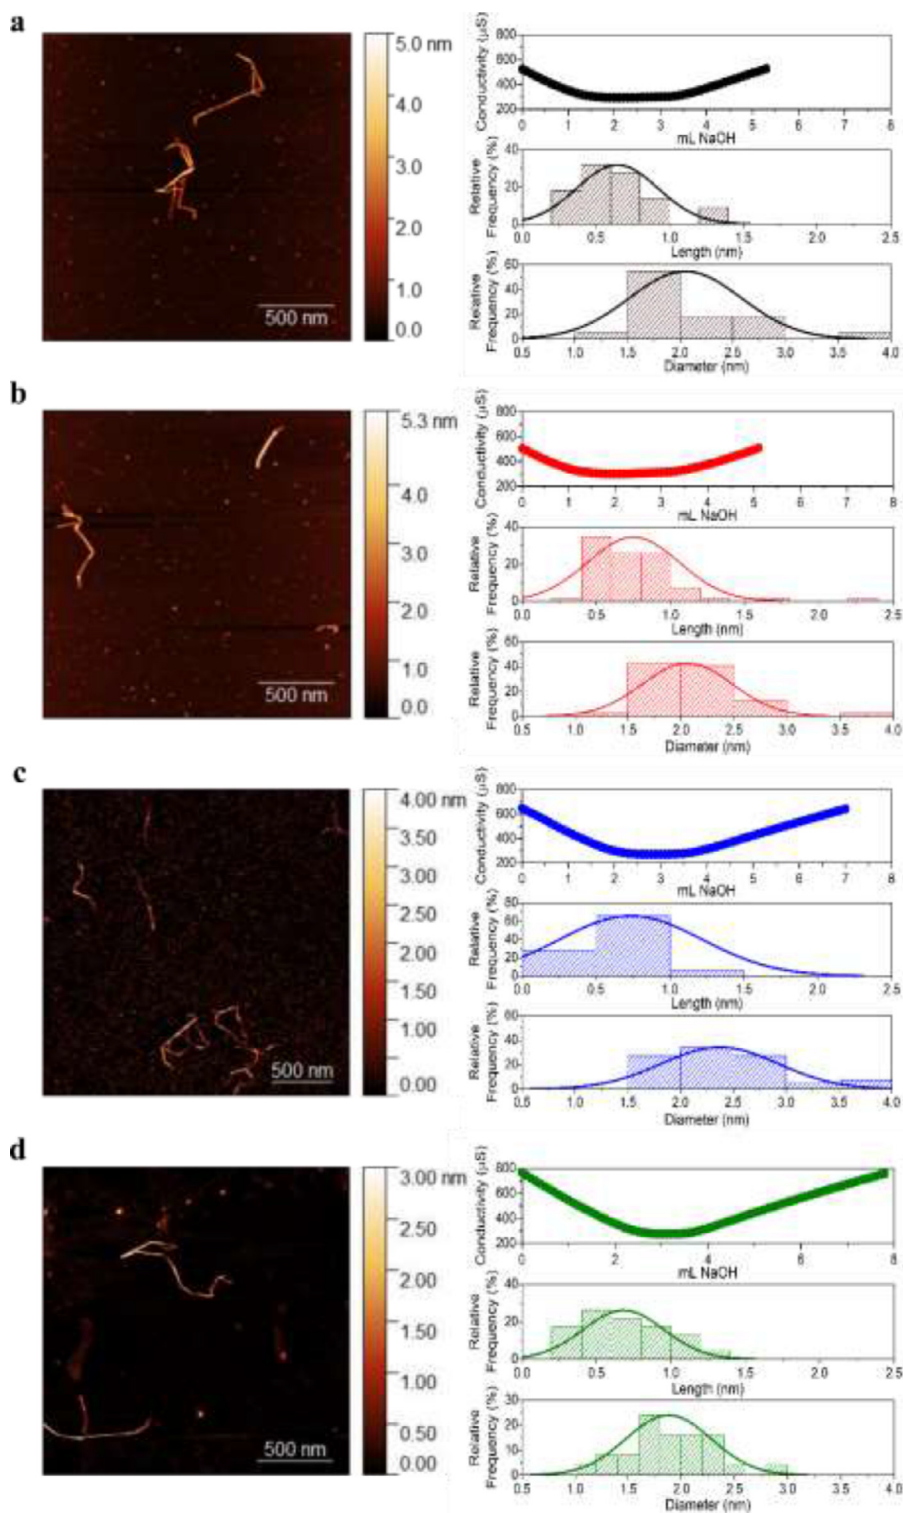 a
5.0 nm
4.0
3.0
2.0
1.0
0.0
500 nm
Conductivity (µS)
800
600
400
200
0 1 2 3 4 5 6 7 8
mL NaOH
Relative Frequency (%)
40
20
0
0.0 0.5 1.0 1.5 2.0 2.5
Length (nm)
Relative Frequency (%)
60
40
20
0
0.5 1.0 1.5 2.0 2.5 3.0 3.5 4.0
Diameter (nm)
b
5.3 nm
4.0
3.0
2.0
1.0
0.0
500 nm
Conductivity (µS)
800
600
400
200
0 1 2 3 4 5 6 7 8
mL NaOH
Relative Frequency (%)
40
20
0
0.0 0.5 1.0 1.5 2.0 2.5
Length (nm)
Relative Frequency (%)
60
40
20
0
0.5 1.0 1.5 2.0 2.5 3.0 3.5 4.0
Diameter (nm)
c
4.00 nm
3.50
3.00
2.50
2.00
1.50
1.00
0.00
500 nm
Conductivity (µS)
800
600
400
200
0 1 2 3 4 5 6 7 8
mL NaOH
Relative Frequency (%)
80
60
40
20
0
0.0 0.5 1.0 1.5 2.0 2.5
Length (nm)
Relative Frequency (%)
60
40
20
0
0.5 1.0 1.5 2.0 2.5 3.0 3.5 4.0
Diameter (nm)
d
3.00 nm
2.50
2.00
1.50
1.00
0.50
0.00
500 nm
Conductivity (µS)
800
600
400
200
0 2 4 6 8
mL NaOH
Relative Frequency (%)
40
20
0
0.0 0.5 1.0 1.5 2.0 2.5
Length (nm)
Relative Frequency (%)
30
20
10
0
0.5 1.0 1.5 2.0 2.5 3.0 3.5 4.0
Diameter (nm)